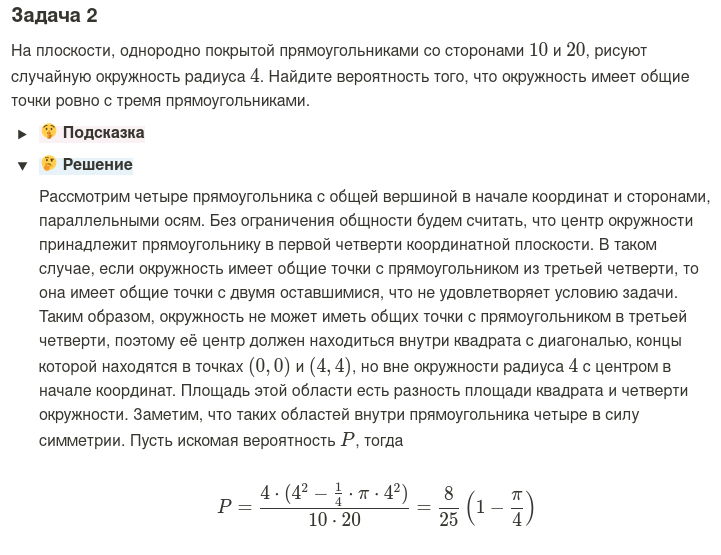 Задача 2
На плоскости, однородно покрытой прямоугольниками со сторонами 10 и 20, рисуют
случайную окружность радиуса 4. Найдите вероятность того, что окружность имеет общие
точки ровно с тремя прямоугольниками.
▶ 🤫 Подсказка
▼ 🤔 Решение
Рассмотрим четыре прямоугольника с общей вершиной в начале координат и сторонами,
параллельными осям. Без ограничения общности будем считать, что центр окружности
принадлежит прямоугольнику в первой четверти координатной плоскости. В таком
случае, если окружность имеет общие точки с прямоугольником из третьей четверти, то
она имеет общие точки с двумя оставшимися, что не удовлетворяет условию задачи.
Таким образом, окружность не может иметь общих точки с прямоугольником в третьей
четверти, поэтому её центр должен находиться внутри квадрата с диагональю, концы
которой находятся в точках (0, 0) и (4, 4), но вне окружности радиуса 4 с центром в
начале координат. Площадь этой области есть разность площади квадрата и четверти
окружности. Заметим, что таких областей внутри прямоугольника четыре в силу
симметрии. Пусть искомая вероятность P, тогда
P = \frac{4 \cdot (4^2 - \frac{1}{4} \cdot \pi \cdot 4^2)}{10 \cdot 20} = \frac{8}{25} \left(1 - \frac{\pi}{4}\right)